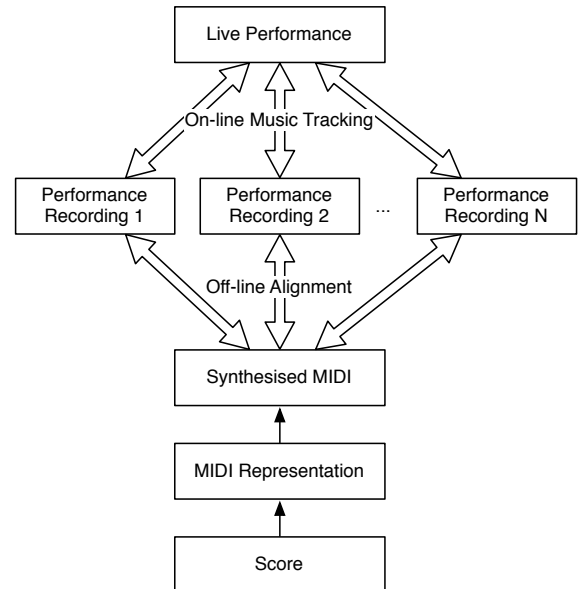 Live Performance
On-line Music Tracking
Performance
Recording 1
Performance
Recording 2
...
Performance
Recording N
Off-line Alignment
Synthesised MIDI
MIDI Representation
Score